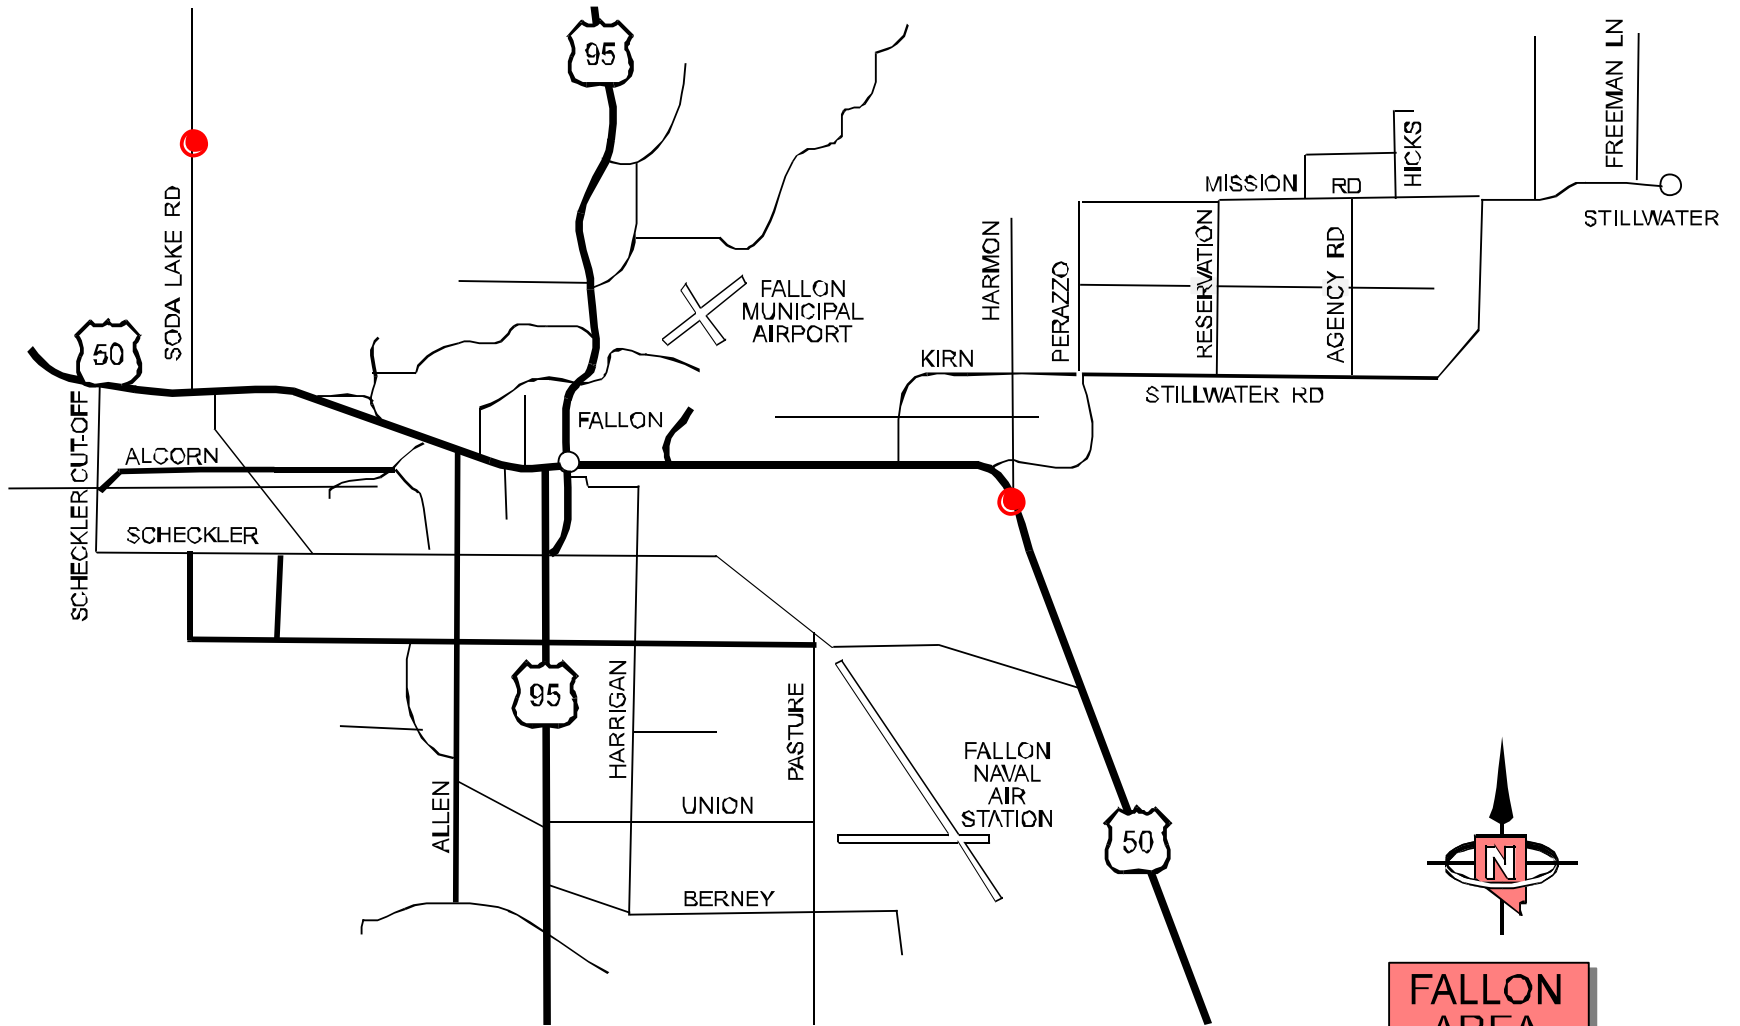 95
FREEMAN LN
HICKS
MISSION RD
STILLWATER
SODA LAKE RD
HARMON
PERAZZO
RESERVATION
AGENCY RD
FALLON
MUNICIPAL
AIRPORT
50
KIRN
STILLWATER RD
SCHECKLER CUT-OFF
FALLON
ALCORN
SCHECKLER
95
HARRIGAN
PASTURE
FALLON
NAVAL
AIR
STATION
ALLEN
UNION
50
BERNEY
N
FALLON
AREA